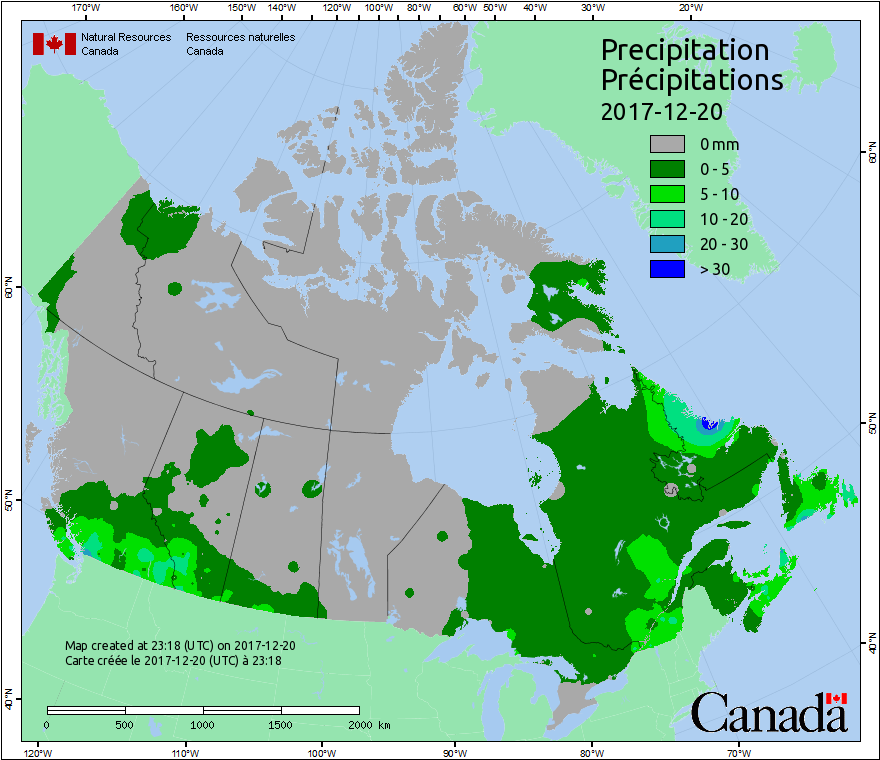 170°W 160°W 150°W 140°W 130°W 120°W 110°W 100°W 90°W 80°W 70°W 60°W 50°W 40°W 30°W 20°W
Natural Resources Ressources naturelles
Canada Canada
Precipitation
Précipitations
2017-12-20
0 mm
0 - 5
5 - 10
10 - 20
20 - 30
> 30
60°N
60°N
50°N
50°N
40°N
40°N
Map created at 23:18 (UTC) on 2017-12-20
Carte créée le 2017-12-20 (UTC) à 23:18
0 500 1000 1500 2000 km
Canada
120°W 110°W 100°W 90°W 80°W 70°W